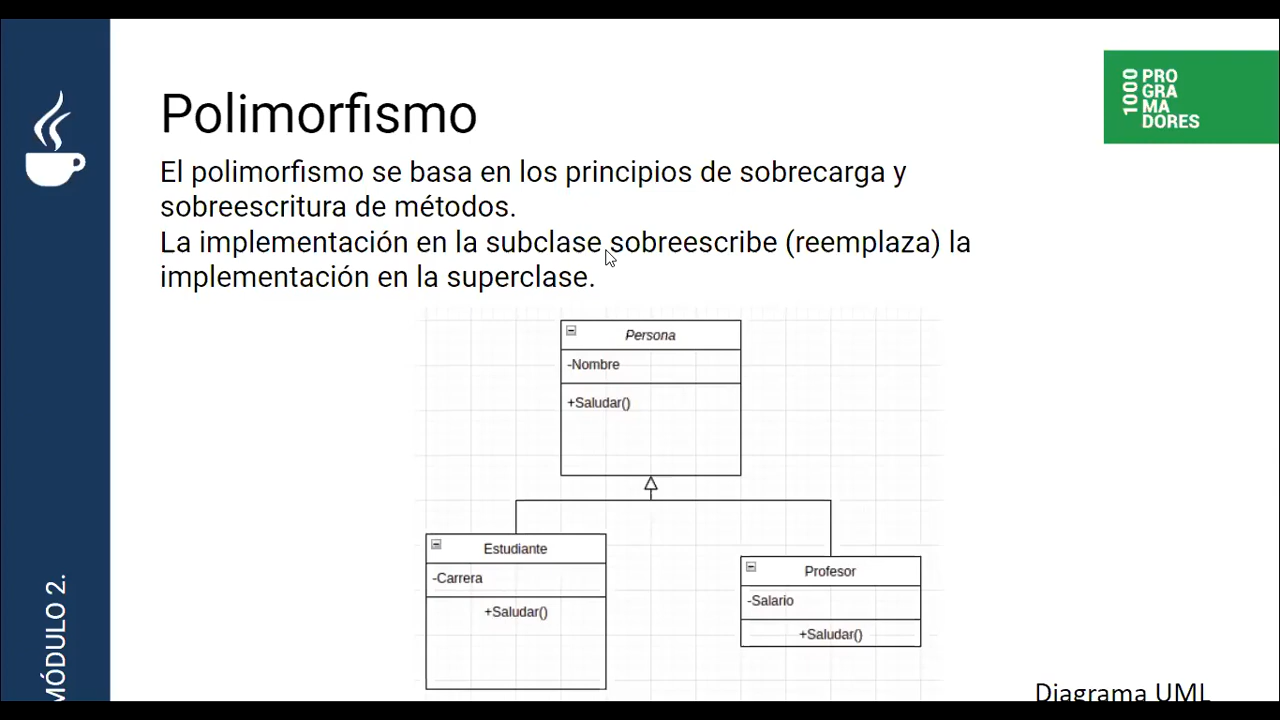 Polimorfismo
El polimorfismo se basa en los principios de sobrecarga y
sobreescritura de métodos.
La implementación en la subclase sobreescribe (reemplaza) la
implementación en la superclase.
1000
PRO
GRA
MA
DORES
Persona
-Nombre
+Saludar()
Estudiante
-Carrera
+Saludar()
Profesor
-Salario
+Saludar()
MÓDULO 2.
Diagrama UML